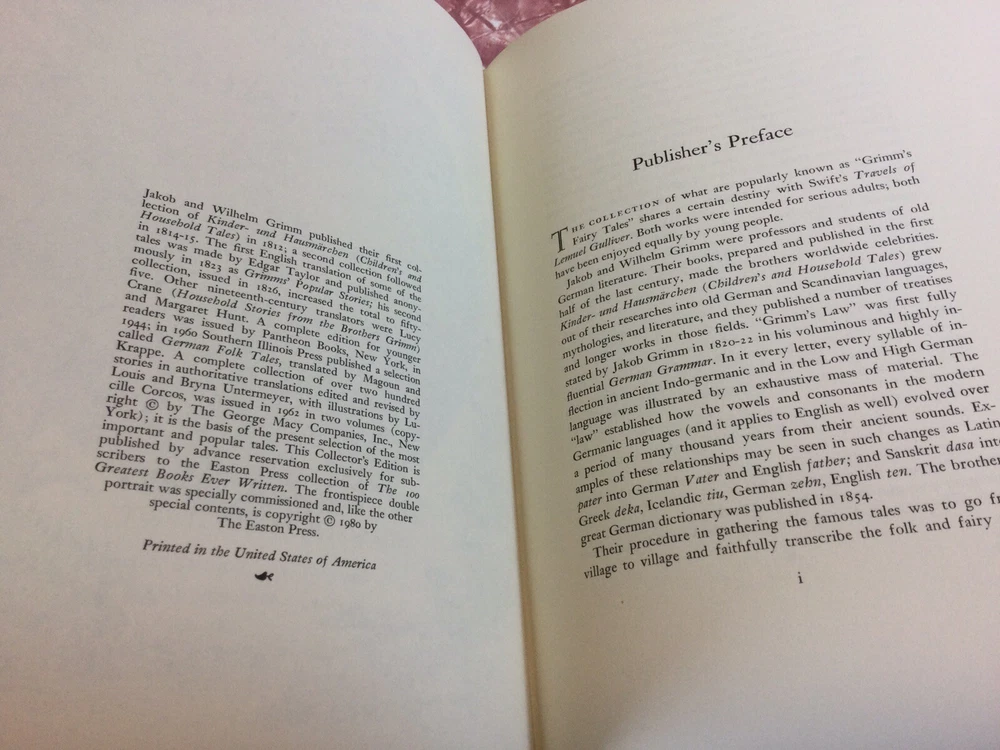 Jakob and Wilhelm Grimm published their first col-
lection of Kinder- und Hausmärchen (Children's and
Household Tales) in 1812; a second collection followed
in 1814-15. The first English translation of some of the
tales was made by Edgar Taylor and published anony-
mously in 1823 as Grimms' Popular Stories; his second
collection, issued in 1826, increased the total to fifty-
five. Other nineteenth-century translators were Lucy
Crane (Household Stories from the Brothers Grimm)
and Margaret Hunt. A complete edition for younger
readers was issued by Pantheon Books, New York, in
1944; in 1960 Southern Illinois Press published a selection
called German Folk Tales, translated by Magoun and
Krappe. A complete collection of over two hundred
stories in authoritative translations edited and revised by
Louis and Bryna Untermeyer, with illustrations by Lu-
cille Corcos, was issued in 1962 in two volumes (copy-
right © by The George Macy Companies, Inc., New
York); it is the basis of the present selection of the most
important and popular tales. This Collector's Edition is
published by advance reservation exclusively for sub-
scribers to the Easton Press collection of The 100
Greatest Books Ever Written. The frontispiece double
portrait was specially commissioned and, like the other
special contents, is copyright © 1980 by
The Easton Press.
Printed in the United States of America
Publisher's Preface
THE COLLECTION of what are popularly known as "Grimm's
Fairy Tales" shares a certain destiny with Swift's Travels of
Lemuel Gulliver. Both works were intended for serious adults; both
have been enjoyed equally by young people.
Jakob and Wilhelm Grimm were professors and students of old
German literature. Their books, prepared and published in the first
half of the last century, made the brothers worldwide celebrities.
Kinder- und Hausmärchen (Children's and Household Tales) grew
out of their researches into old German and Scandinavian languages,
mythologies, and literature, and they published a number of treatises
and longer works in those fields. "Grimm's Law" was first fully
stated by Jakob Grimm in 1820-22 in his voluminous and highly in-
fluential German Grammar. In it every letter, every syllable of in-
flection in ancient Indo-germanic and in the Low and High German
language was illustrated by an exhaustive mass of material. The
"law" established how the vowels and consonants in the modern
Germanic languages (and it applies to English as well) evolved over
a period of many thousand years from their ancient sounds. Ex-
amples of these relationships may be seen in such changes as Latin
pater into German Vater and English father; and Sanskrit dasa into
Greek deka, Icelandic tiu, German zehn, English ten. The brother
great German dictionary was published in 1854.
Their procedure in gathering the famous tales was to go fr
village to village and faithfully transcribe the folk and fairy
i